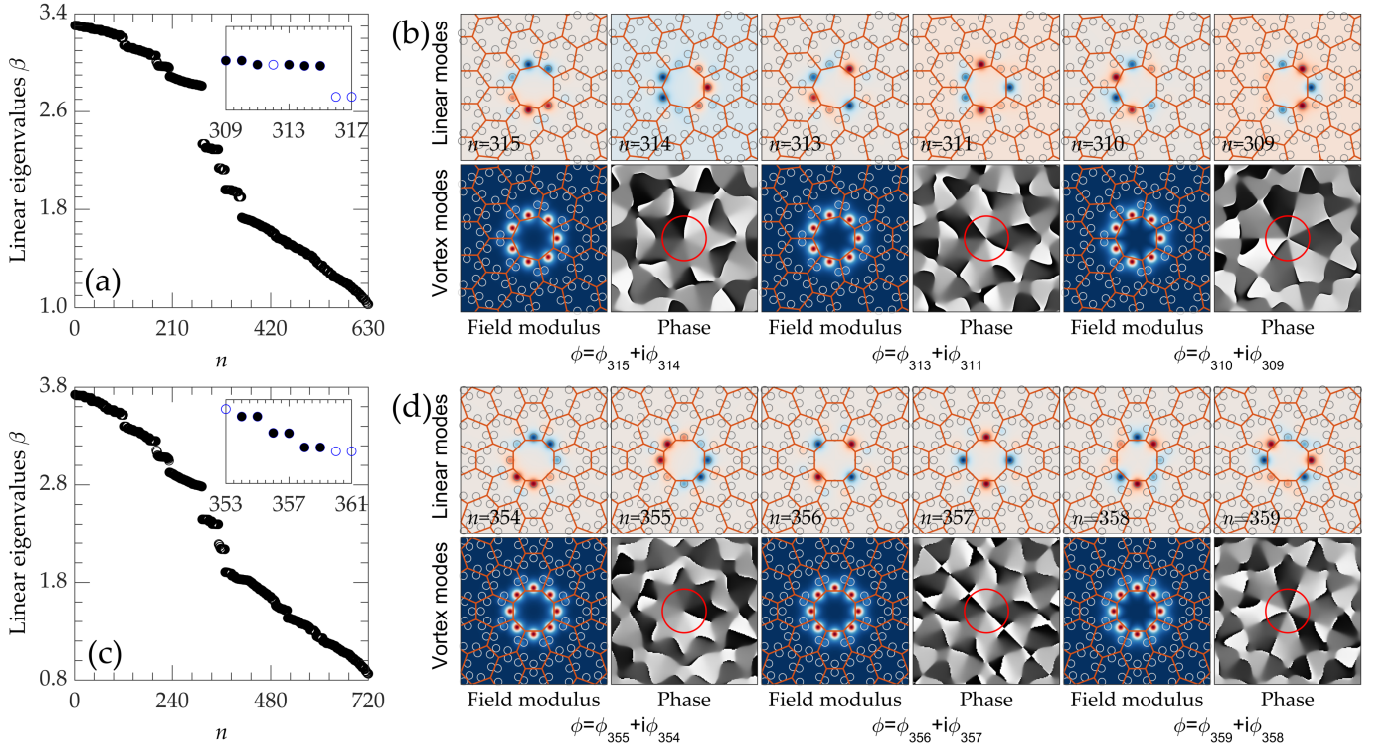 Linear eigenvalues β
3.4
2.6
1.8
1.0
(a)
0
210
420
630
n
309
313
317
(b)
Linear modes
n=315
n=314
n=313
n=311
n=310
n=309
Vortex modes
Field modulus
Phase
Field modulus
Phase
Field modulus
Phase
ϕ=ϕ315+iϕ314
ϕ=ϕ313+iϕ311
ϕ=ϕ310+iϕ309
Linear eigenvalues β
3.8
2.8
1.8
0.8
(c)
0
240
480
720
n
353
357
361
(d)
Linear modes
n=354
n=355
n=356
n=357
n=358
n=359
Vortex modes
Field modulus
Phase
Field modulus
Phase
Field modulus
Phase
ϕ=ϕ355+iϕ354
ϕ=ϕ356+iϕ357
ϕ=ϕ359+iϕ358